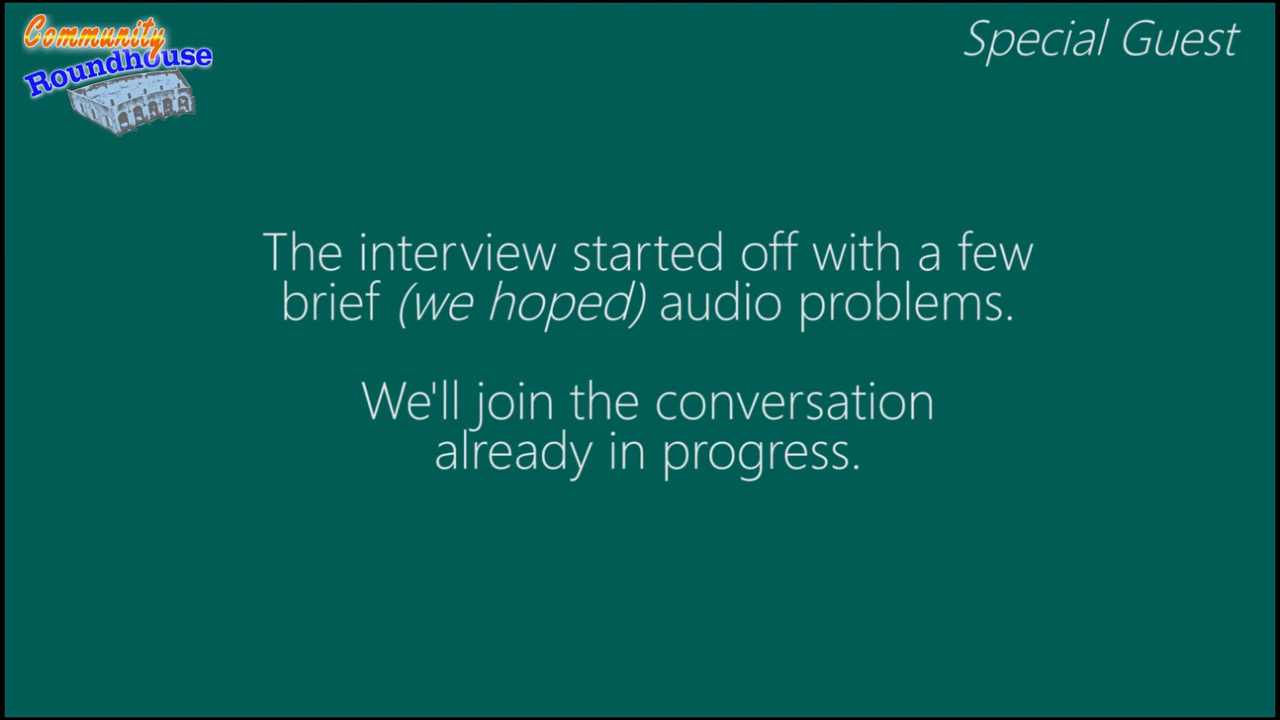 Community
Roundhouse
Special Guest
The interview started off with a few
brief (we hoped) audio problems.
We'll join the conversation
already in progress.